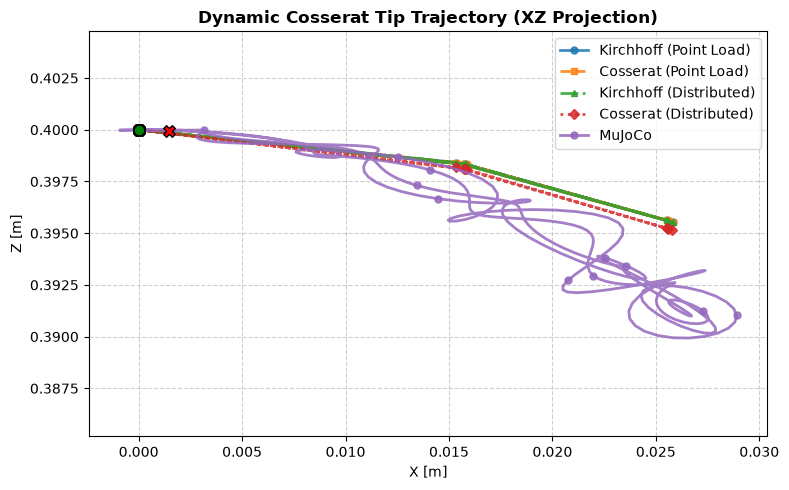 Dynamic Cosserat Tip Trajectory (XZ Projection)
Kirchhoff (Point Load)
Cosserat (Point Load)
Kirchhoff (Distributed)
Cosserat (Distributed)
MuJoCo
0.4025
0.4000
0.3975
0.3950
0.3925
0.3900
0.3875
Z [m]
0.000 0.005 0.010 0.015 0.020 0.025 0.030
X [m]